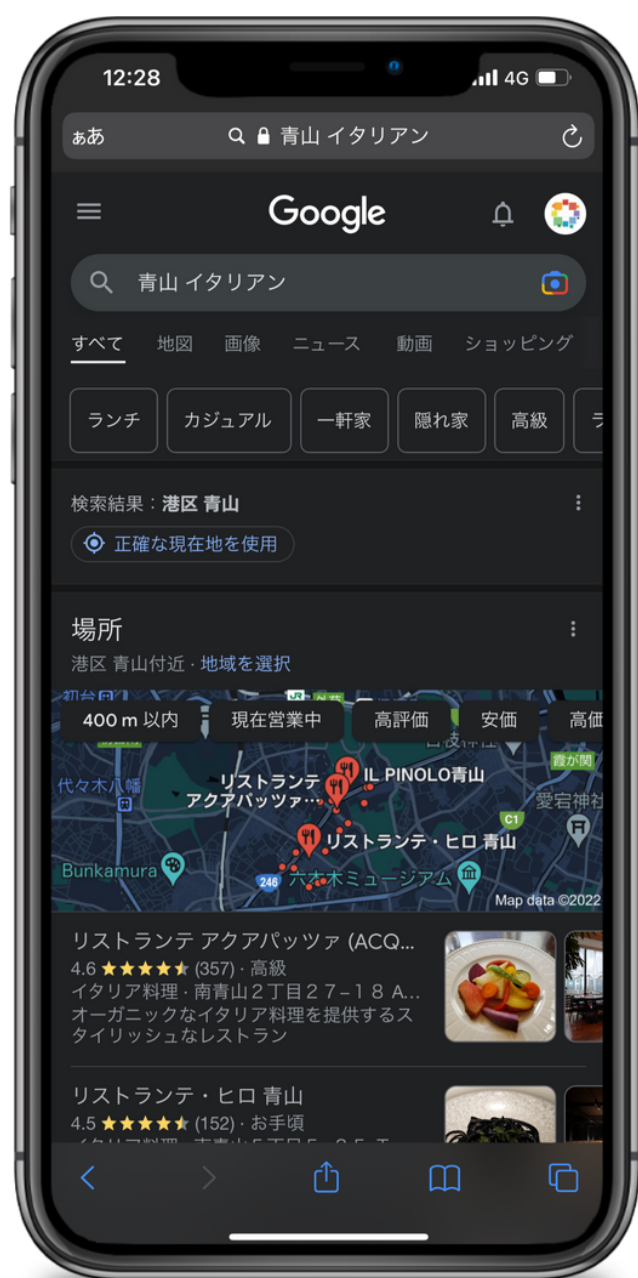 12:28
4G
ぁあ
青山 イタリアン
Google
青山 イタリアン
すべて 地図 画像 ニュース 動画 ショッピング
ランチ カジュアル 一軒家 隠れ家 高級
検索結果：港区 青山
正確な現在地を使用
場所
港区 青山付近 · 地域を選択
400 m 以内 現在営業中 高評価 安価 高価
代々木八幡
霞が関
リストランテ
アクアパッツァ…
IL PINOLO青山
愛宕神社
C1
リストランテ・ヒロ 青山
Bunkamura
246
六本木ミュージアム
Map data ©2022
リストランテ アクアパッツァ (ACQ...
4.6 ★★★★★ (357) · 高級
イタリア料理 · 南青山２丁目２７−１８ A...
オーガニックなイタリア料理を提供するス
タイリッシュなレストラン
リストランテ・ヒロ 青山
4.5 ★★★★★ (152) · お手頃